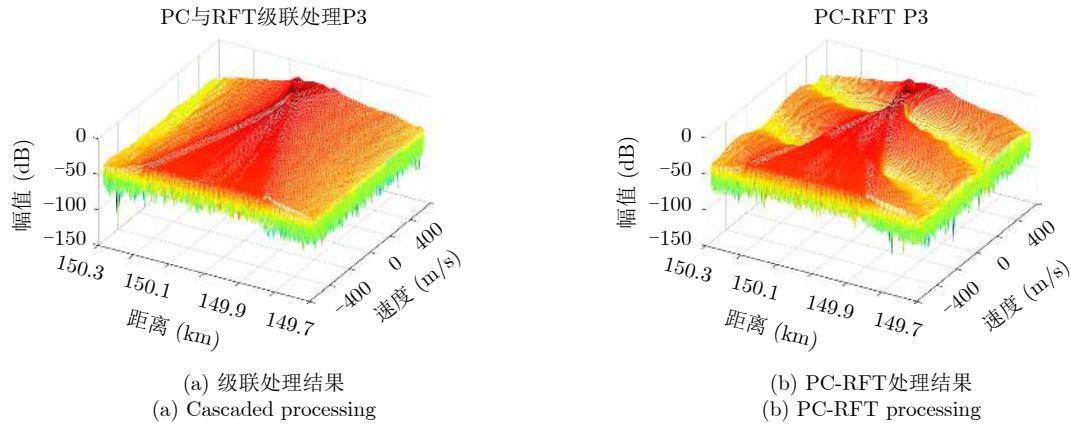 PC与RFT级联处理P3
0
−50
−100
−150
幅值 (dB)
150.3
150.1
149.9
149.7
距离 (km)
−400
0
400
速度 (m/s)
(a) 级联处理结果
(a) Cascaded processing
PC-RFT P3
0
−50
−100
−150
幅值 (dB)
150.3
150.1
149.9
149.7
距离 (km)
−400
0
400
速度 (m/s)
(b) PC-RFT处理结果
(b) PC-RFT processing